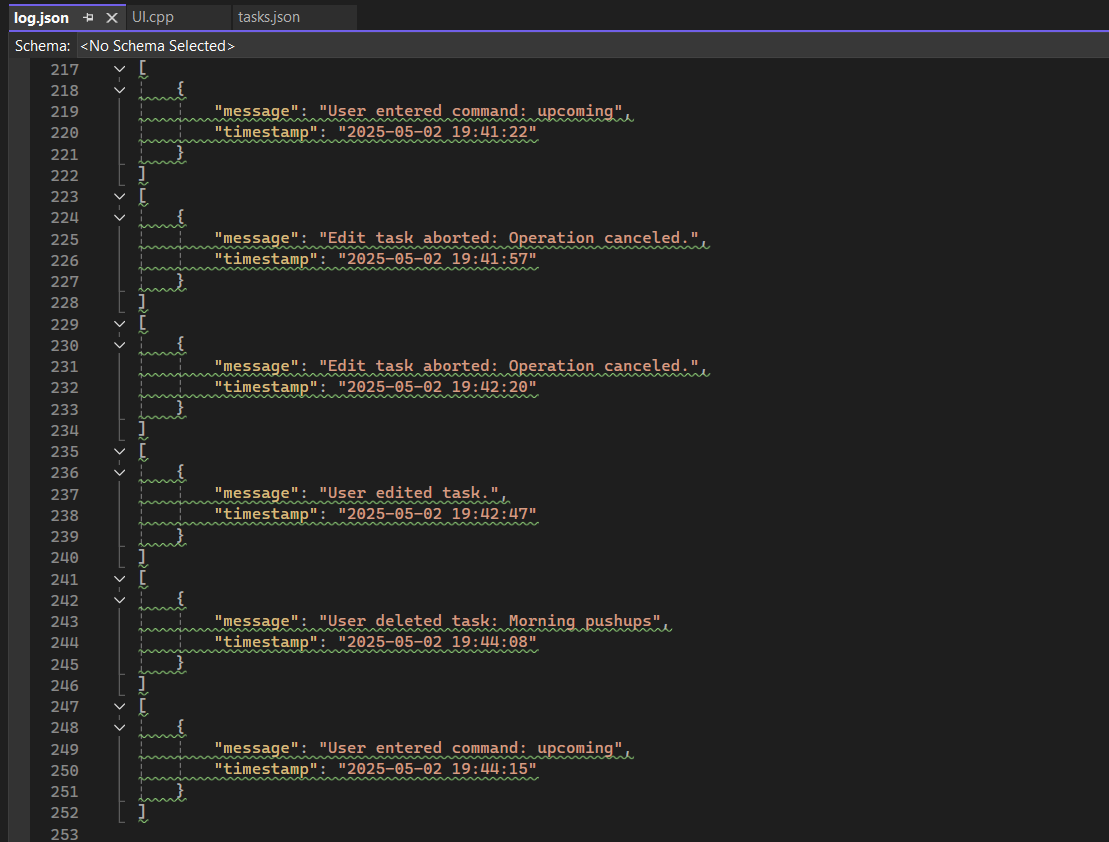 log.json UI.cpp tasks.json
Schema: <No Schema Selected>
217 [
218 {
219 "message": "User entered command: upcoming",
220 "timestamp": "2025-05-02 19:41:22"
221 }
222 ]
223 [
224 {
225 "message": "Edit task aborted: Operation canceled.",
226 "timestamp": "2025-05-02 19:41:57"
227 }
228 ]
229 [
230 {
231 "message": "Edit task aborted: Operation canceled.",
232 "timestamp": "2025-05-02 19:42:20"
233 }
234 ]
235 [
236 {
237 "message": "User edited task.",
238 "timestamp": "2025-05-02 19:42:47"
239 }
240 ]
241 [
242 {
243 "message": "User deleted task: Morning pushups",
244 "timestamp": "2025-05-02 19:44:08"
245 }
246 ]
247 [
248 {
249 "message": "User entered command: upcoming",
250 "timestamp": "2025-05-02 19:44:15"
251 }
252 ]
253